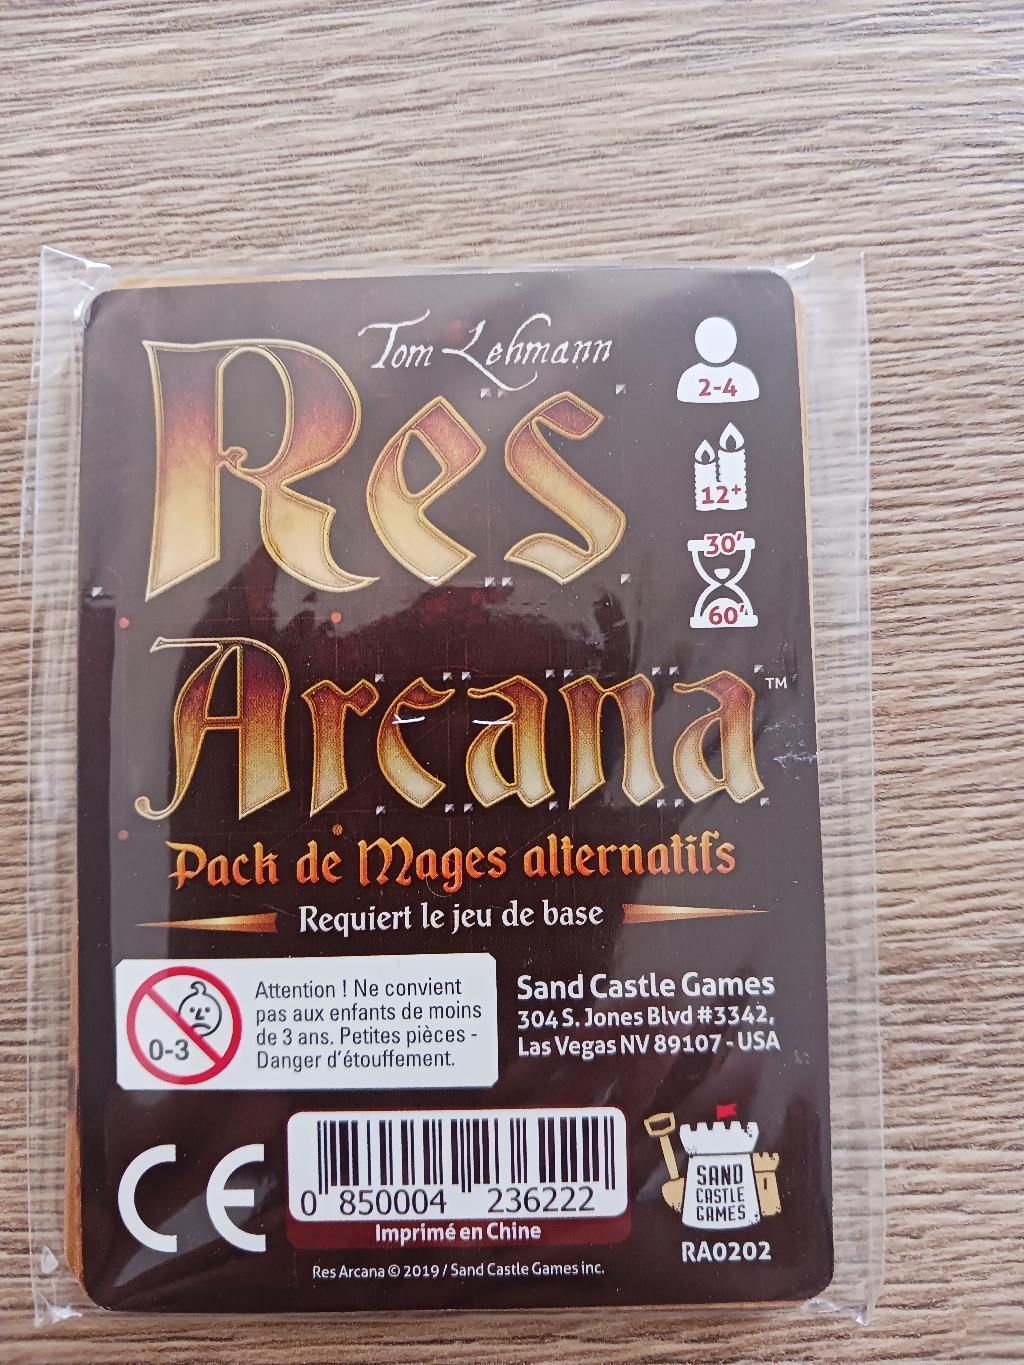 Tom Lehmann
Res
Arcana™
2-4
12+
30'
60'
Pack de Mages alternatifs
Requiert le jeu de base
0-3
Attention ! Ne convient
pas aux enfants de moins
de 3 ans. Petites pièces -
Danger d'étouffement.
Sand Castle Games
304 S. Jones Blvd #3342,
Las Vegas NV 89107 - USA
CE
0 850004 236222
Imprimé en Chine
SAND
CASTLE
GAMES
RA0202
Res Arcana © 2019 / Sand Castle Games inc.